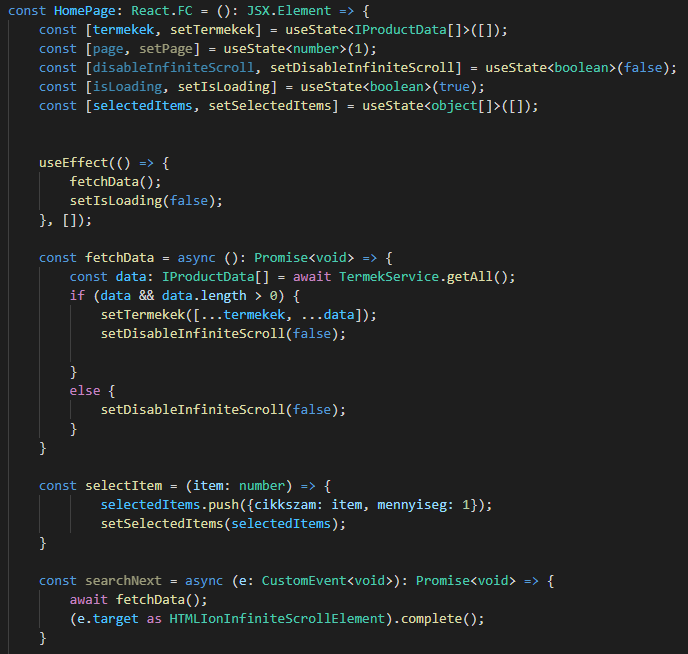 const HomePage: React.FC = (): JSX.Element => {
    const [termekek, setTermekek] = useState<IProductData[]>([]);
    const [page, setPage] = useState<number>(1);
    const [disableInfiniteScroll, setDisableInfiniteScroll] = useState<boolean>(false);
    const [isLoading, setIsLoading] = useState<boolean>(true);
    const [selectedItems, setSelectedItems] = useState<object[]>([]);
    useEffect(() => {
        fetchData();
        setIsLoading(false);
    }, []);
    const fetchData = async (): Promise<void> => {
        const data: IProductData[] = await TermekService.getAll();
        if (data && data.length > 0) {
            setTermekek([...termekek, ...data]);
            setDisableInfiniteScroll(false);
        }
        else {
            setDisableInfiniteScroll(false);
        }
    }
    const selectItem = (item: number) => {
            selectedItems.push({cikkszam: item, mennyiseg: 1});
            setSelectedItems(selectedItems);
    }
    const searchNext = async (e: CustomEvent<void>): Promise<void> => {
        await fetchData();
        (e.target as HTMLIonInfiniteScrollElement).complete();
    }